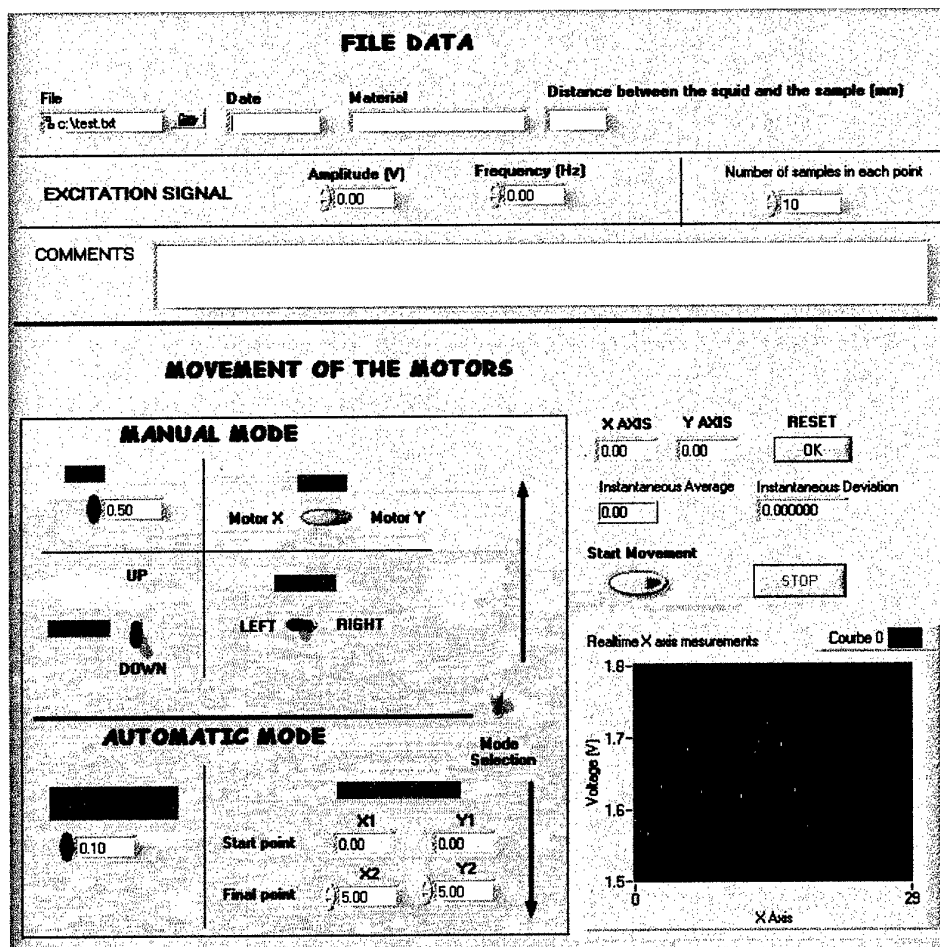 FILE DATA
File Date Material Distance between the squid and the sample (mm)
c:\test.txt
EXCITATION SIGNAL Amplitude (V) Frequency (Hz) Number of samples in each point
0.00 0.00 10
COMMENTS
MOVEMENT OF THE MOTORS
MANUAL MODE
0.50
Motor X Motor Y
UP
LEFT RIGHT
DOWN
AUTOMATIC MODE
Mode
Selection
0.10
X1 Y1
Start point 0.00 0.00
X2 Y2
Final point 5.00 5.00
X AXIS Y AXIS RESET
0.00 0.00 OK
Instantaneous Average Instantaneous Deviation
0.00 0.000000
Start Movement
STOP
Realtime X axis mesurements Courbe 0
1.8
1.7
1.6
1.5
Voltage (V)
0 29
X Axis